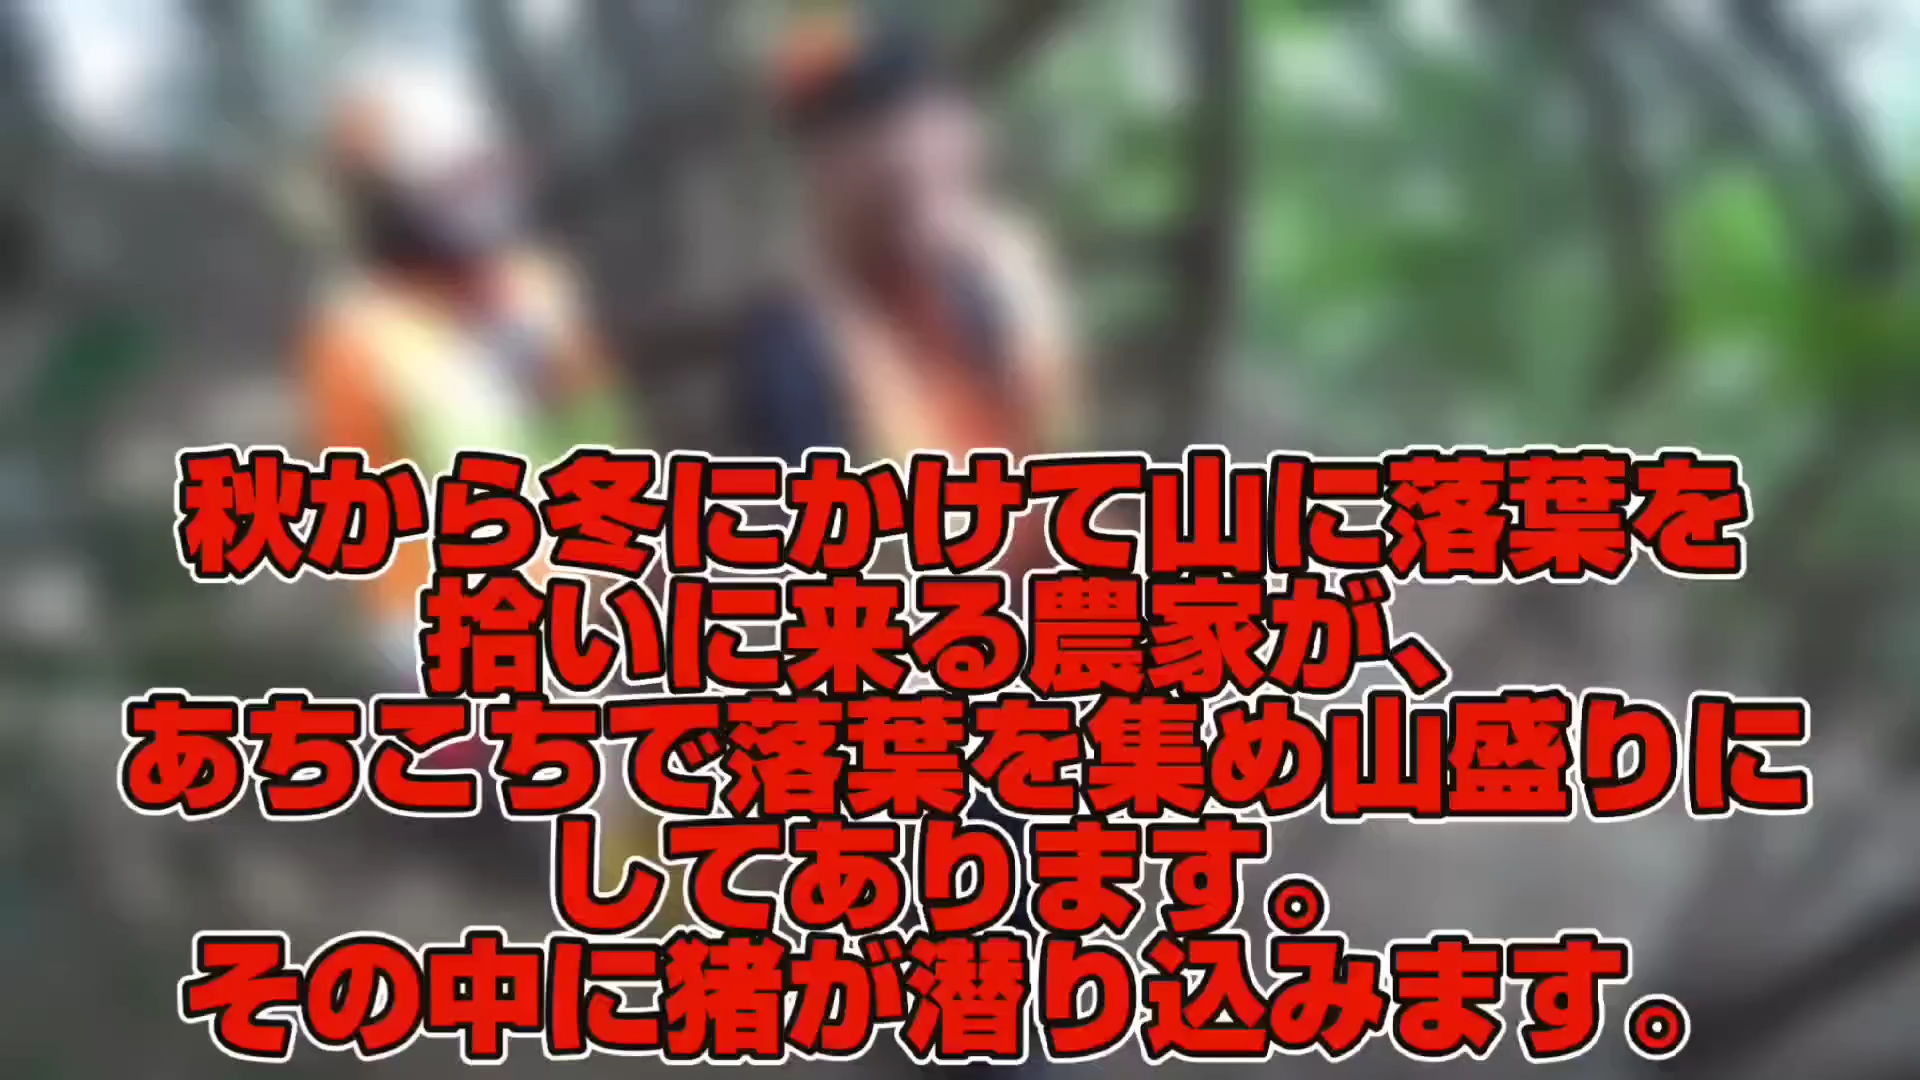 秋から冬にかけて山に落葉を
拾いに来る農家が、
あちこちで落葉を集め山盛りに
してあります。
その中に猪が潜り込みます。